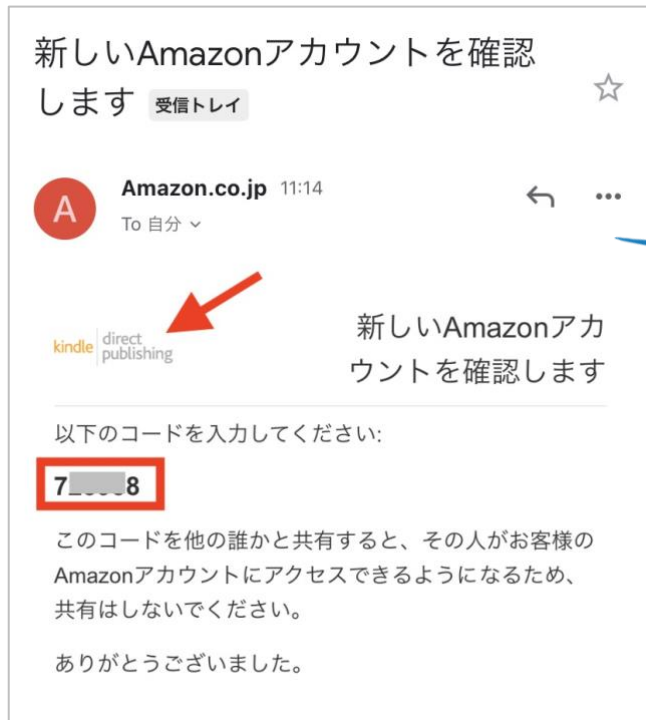 新しいAmazonアカウントを確認
します 受信トレイ
A
Amazon.co.jp 11:14
To 自分
kindle direct
publishing
新しいAmazonアカ
ウントを確認します
以下のコードを入力してください:
このコードを他の誰かと共有すると、その人がお客様の
Amazonアカウントにアクセスできるようになるため、
共有はしないでください。
ありがとうございました。